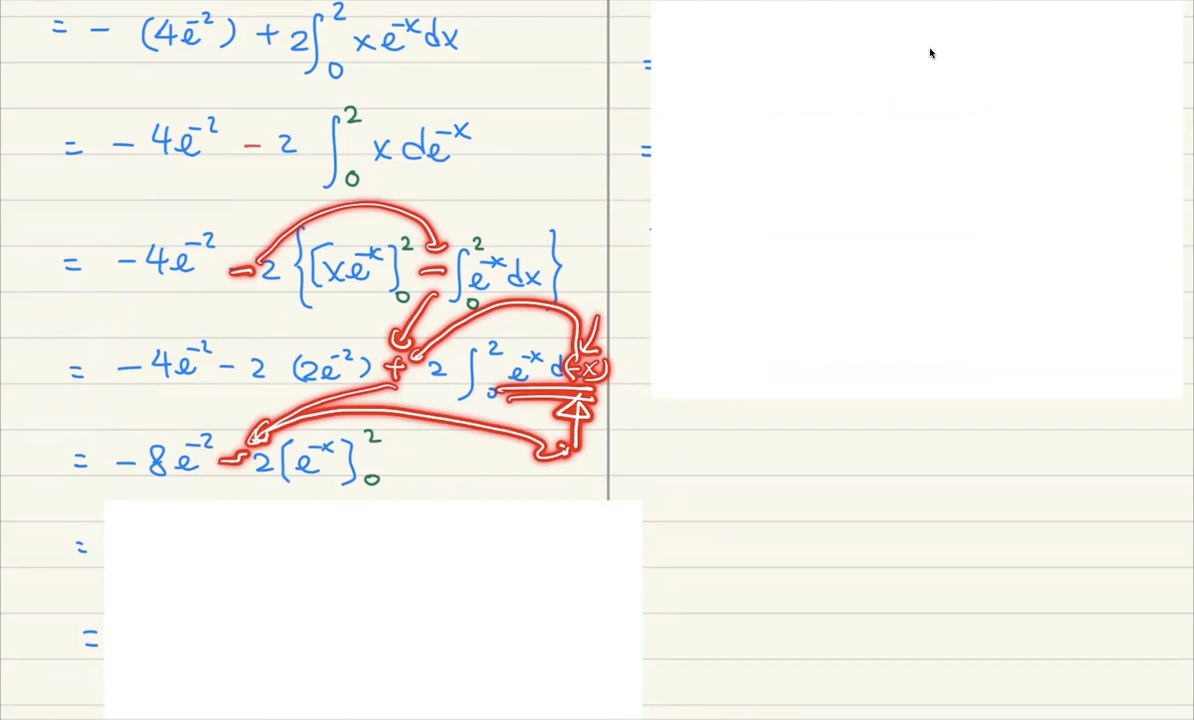 = - (4e⁻²) + 2∫₀² xe⁻ˣdx
= - 4e⁻² - 2 ∫₀² x de⁻ˣ
= -4e⁻² - 2 {[xe⁻ˣ]₀² - ∫₀² e⁻ˣdx}
= -4e⁻² - 2 (2e⁻²) + 2 ∫₀² e⁻ˣ d(-x)
= -8e⁻² - 2[e⁻ˣ]₀²
=
=
=
=